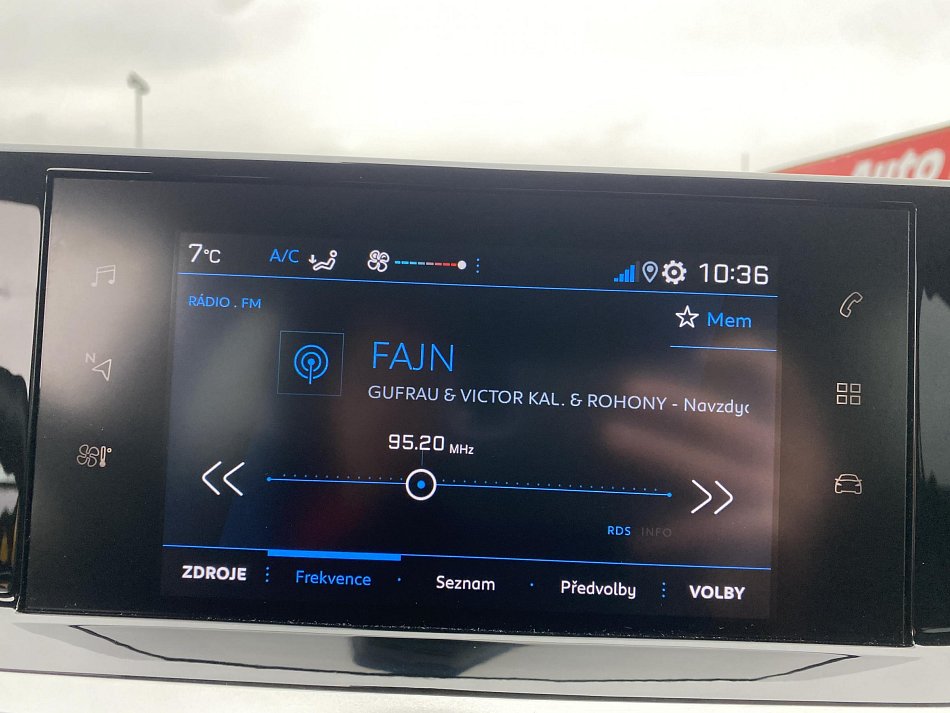 Auto
7°C A/C 10:36
RÁDIO . FM
Mem
FAJN
GUFRAU & VICTOR KAL. & ROHONY - Navzdyc
95.20 MHz
N
RDS INFO
ZDROJE Frekvence Seznam Předvolby VOLBY